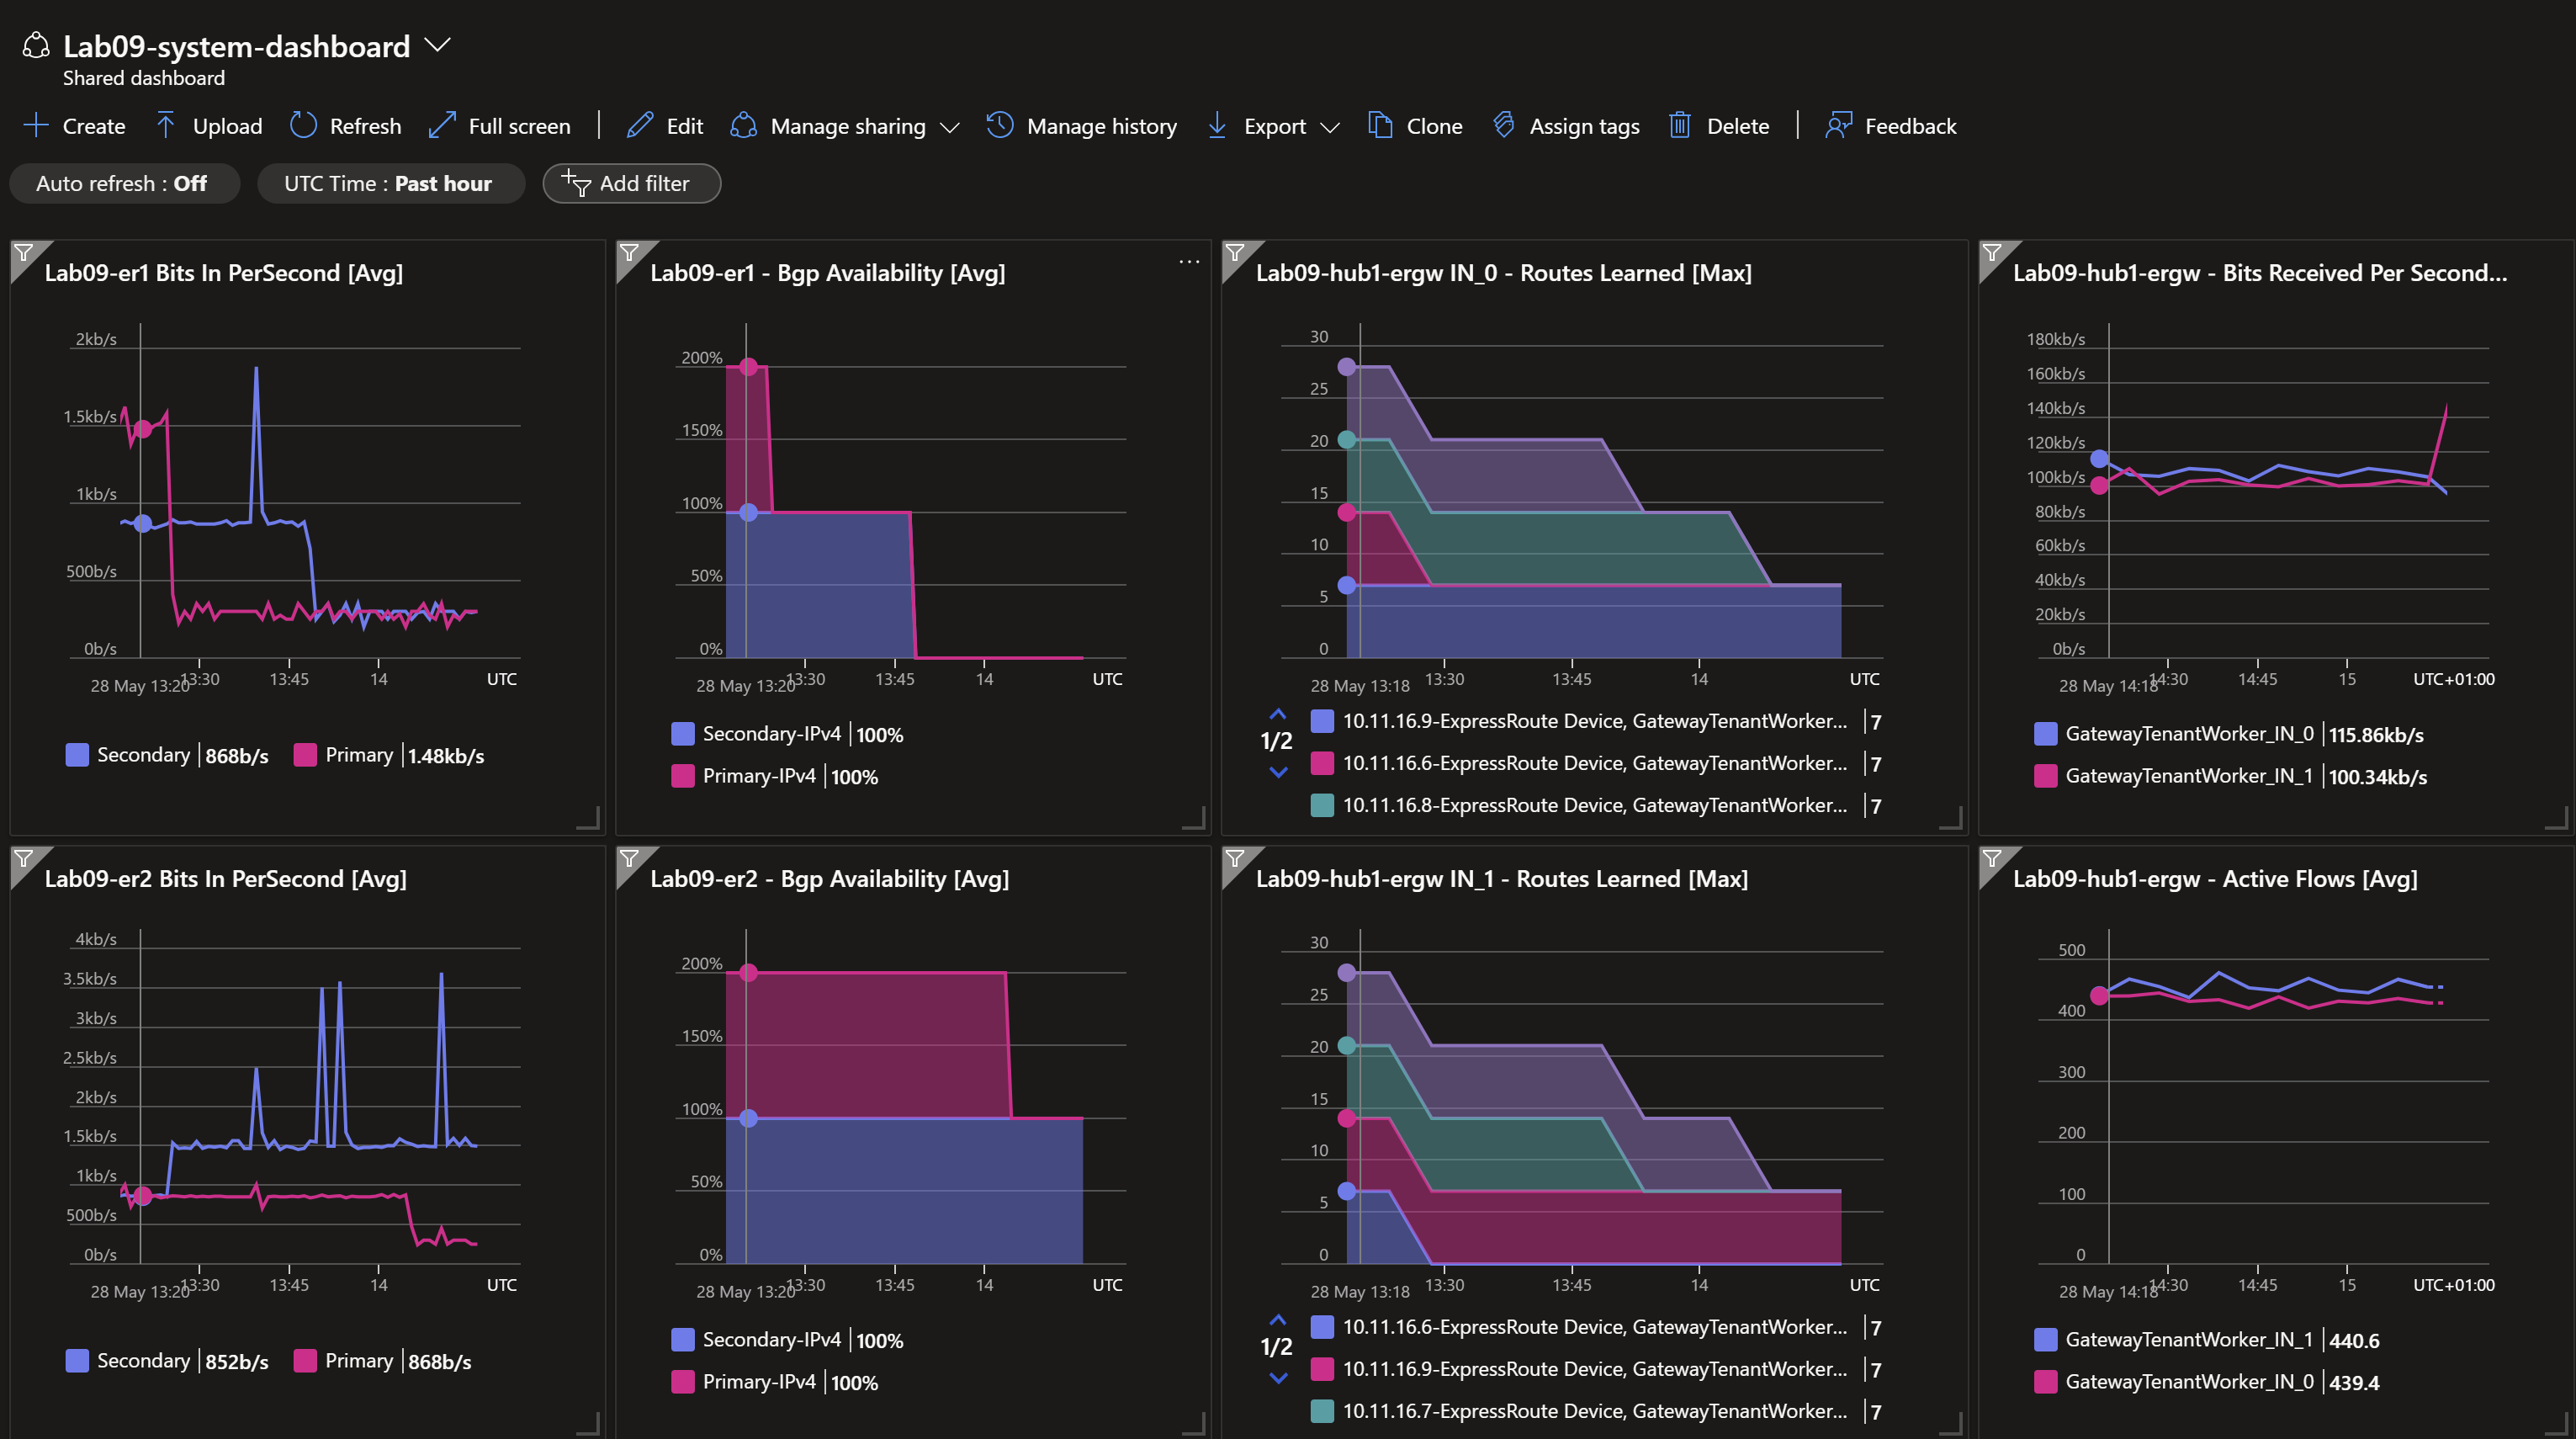 Lab09-system-dashboard
Shared dashboard
Create Upload Refresh Full screen Edit Manage sharing Manage history Export Clone Assign tags Delete Feedback
Auto refresh : Off UTC Time : Past hour Add filter
Lab09-er1 Bits In PerSecond [Avg]
2kb/s
1.5kb/s
1kb/s
500b/s
0b/s
28 May 13:20 13:30 13:45 14 UTC
Secondary 868b/s Primary 1.48kb/s
Lab09-er1 - Bgp Availability [Avg]
...
200%
150%
100%
50%
0%
28 May 13:20 13:30 13:45 14 UTC
Secondary-IPv4 100%
Primary-IPv4 100%
Lab09-hub1-ergw IN_0 - Routes Learned [Max]
30
25
20
15
10
5
0
28 May 13:18 13:30 13:45 14 UTC
1/2
10.11.16.9-ExpressRoute Device, GatewayTenantWorker... 7
10.11.16.6-ExpressRoute Device, GatewayTenantWorker... 7
10.11.16.8-ExpressRoute Device, GatewayTenantWorker... 7
Lab09-hub1-ergw - Bits Received Per Second...
180kb/s
160kb/s
140kb/s
120kb/s
100kb/s
80kb/s
60kb/s
40kb/s
20kb/s
0b/s
28 May 14:18 14:30 14:45 15 UTC+01:00
GatewayTenantWorker_IN_0 115.86kb/s
GatewayTenantWorker_IN_1 100.34kb/s
Lab09-er2 Bits In PerSecond [Avg]
4kb/s
3.5kb/s
3kb/s
2.5kb/s
2kb/s
1.5kb/s
1kb/s
500b/s
0b/s
28 May 13:20 13:30 13:45 14 UTC
Secondary 852b/s Primary 868b/s
Lab09-er2 - Bgp Availability [Avg]
200%
150%
100%
50%
0%
28 May 13:20 13:30 13:45 14 UTC
Secondary-IPv4 100%
Primary-IPv4 100%
Lab09-hub1-ergw IN_1 - Routes Learned [Max]
30
25
20
15
10
5
0
28 May 13:18 13:30 13:45 14 UTC
1/2
10.11.16.6-ExpressRoute Device, GatewayTenantWorker... 7
10.11.16.9-ExpressRoute Device, GatewayTenantWorker... 7
10.11.16.7-ExpressRoute Device, GatewayTenantWorker... 7
Lab09-hub1-ergw - Active Flows [Avg]
500
400
300
200
100
0
28 May 14:18 14:30 14:45 15 UTC+01:00
GatewayTenantWorker_IN_1 440.6
GatewayTenantWorker_IN_0 439.4